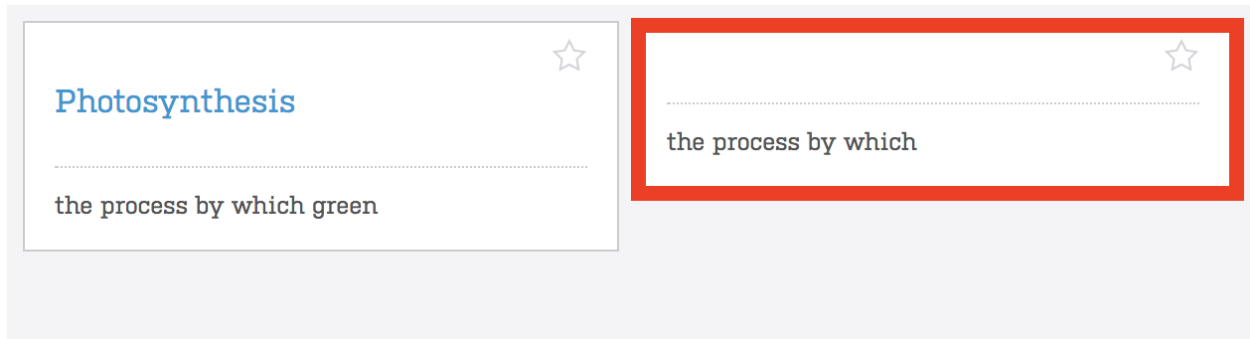 Photosynthesis
the process by which green
the process by which